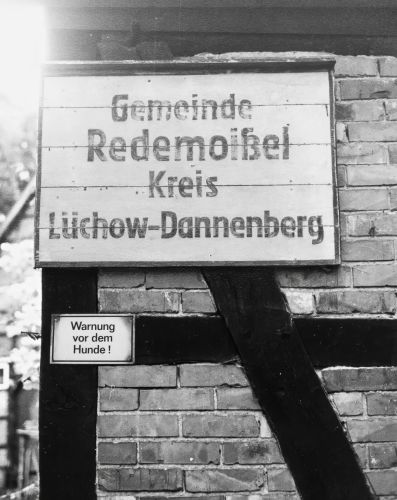 Gemeinde
Redemoißel
Kreis
Lüchow-Dannenberg
Warnung
vor dem
Hunde !